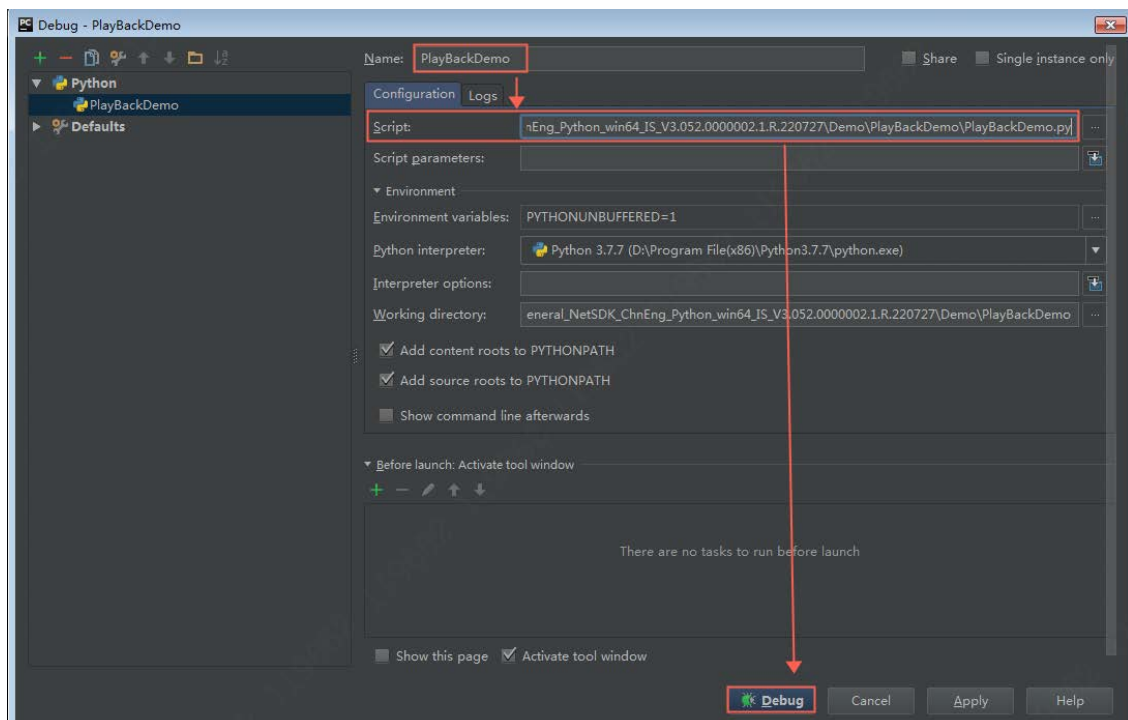 Debug - PlayBackDemo
Name: PlayBackDemo Share Single instance only
Python
PlayBackDemo
Defaults
Configuration Logs
Script: nEng_Python_win64_IS_V3.052.0000002.1.R.220727\Demo\PlayBackDemo\PlayBackDemo.py ...
Script parameters:
Environment
Environment variables: PYTHONUNBUFFERED=1 ...
Python interpreter: Python 3.7.7 (D:\Program File(x86)\Python3.7.7\python.exe)
Interpreter options:
Working directory: eneral_NetSDK_ChnEng_Python_win64_IS_V3.052.0000002.1.R.220727\Demo\PlayBackDemo ...
Add content roots to PYTHONPATH
Add source roots to PYTHONPATH
Show command line afterwards
Before launch: Activate tool window
There are no tasks to run before launch
Show this page Activate tool window
Debug Cancel Apply Help